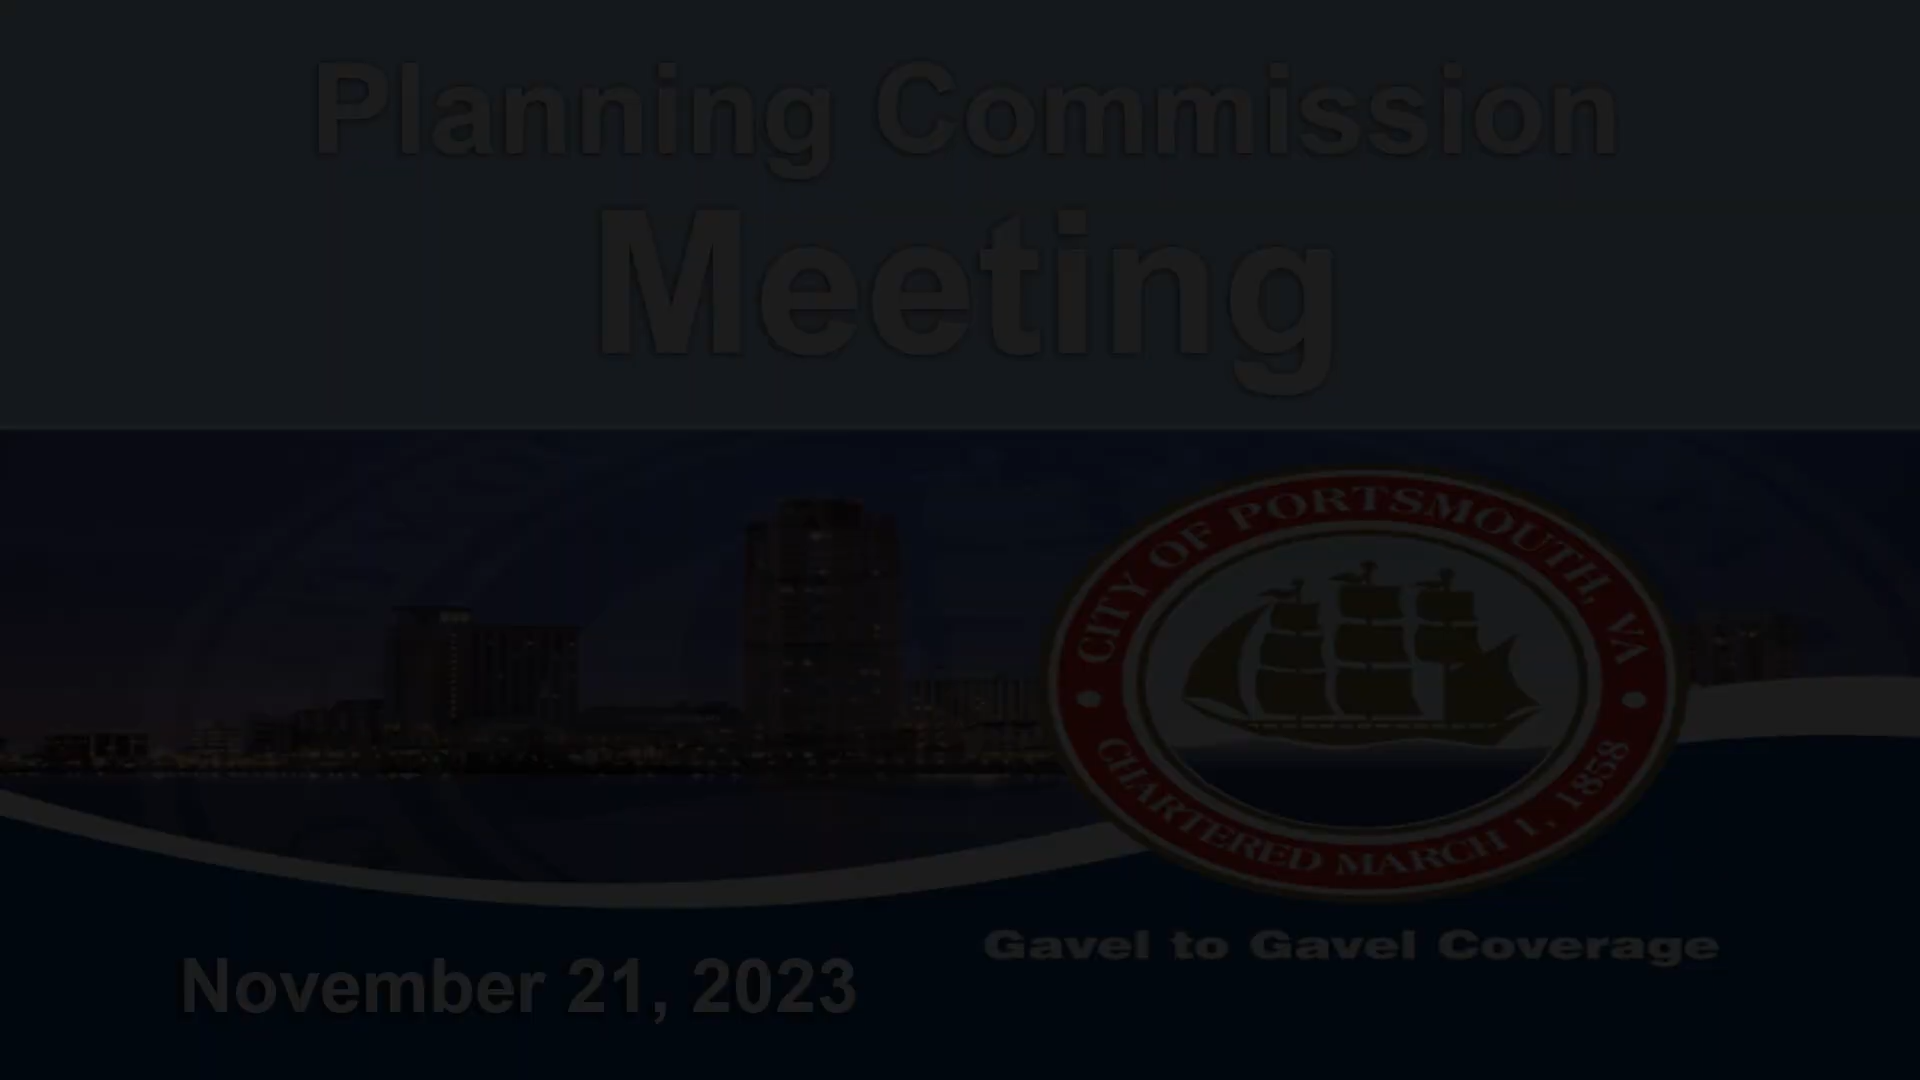 Planning Commission
Meeting
CITY OF PORTSMOUTH, VA
CHARTERED MARCH 1, 1858
Gavel to Gavel Coverage
November 21, 2023